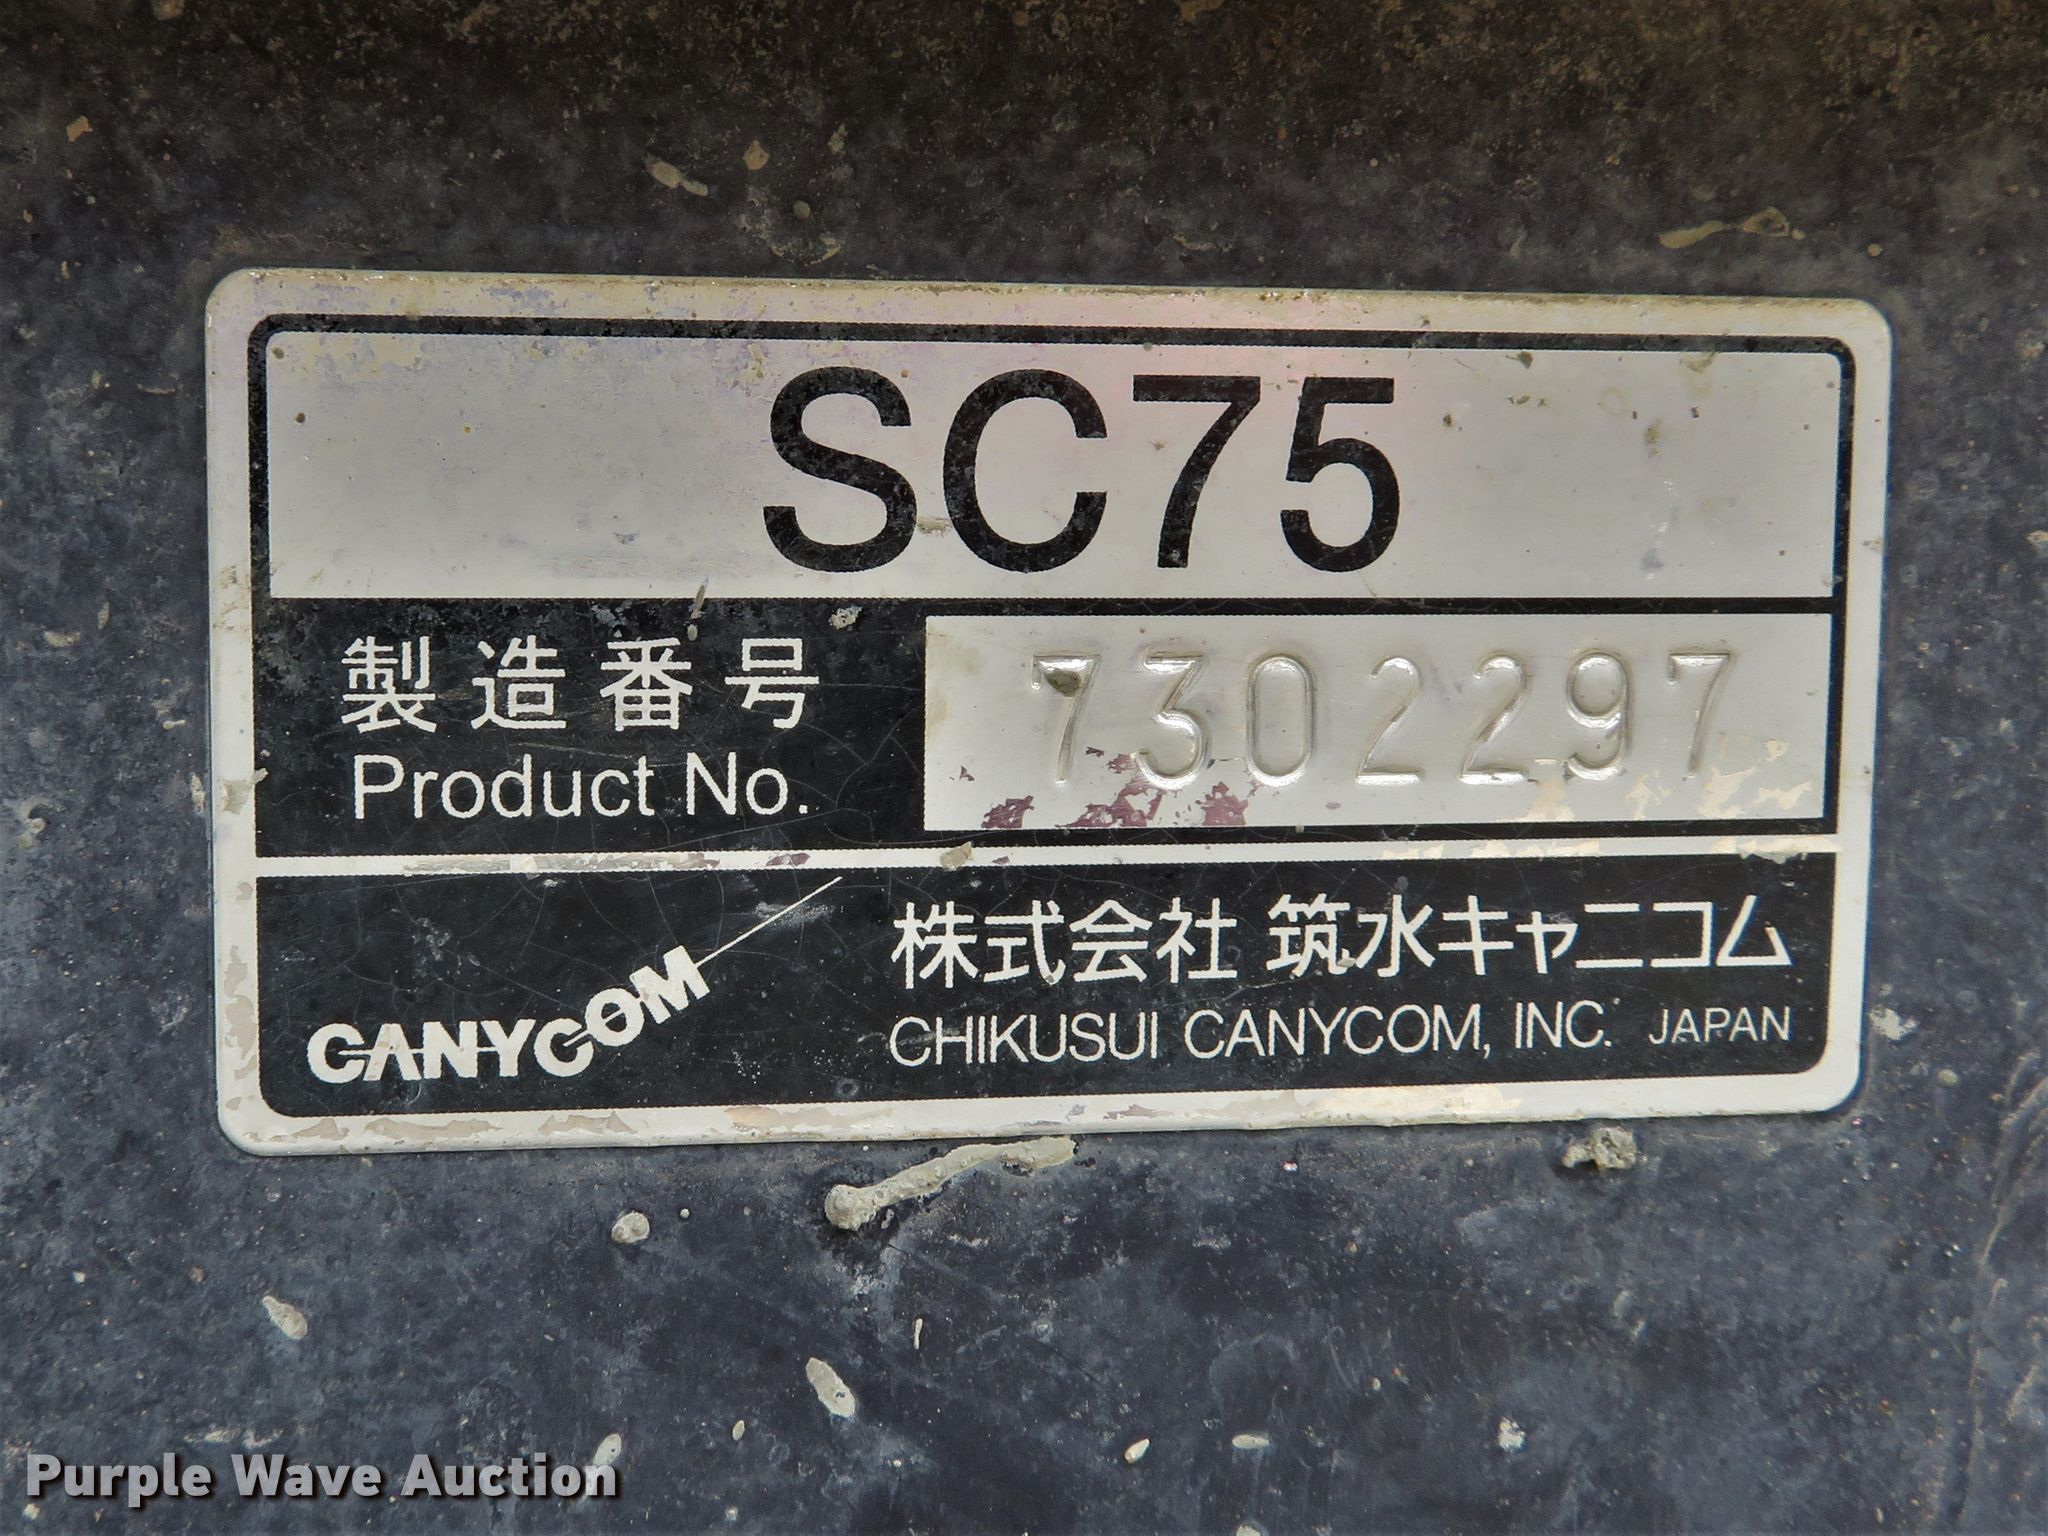 SC75
製造番号
Product No.
7302297
CANYCOM
株式会社 筑水キャニコム
CHIKUSUI CANYCOM, INC. JAPAN
Purple Wave Auction